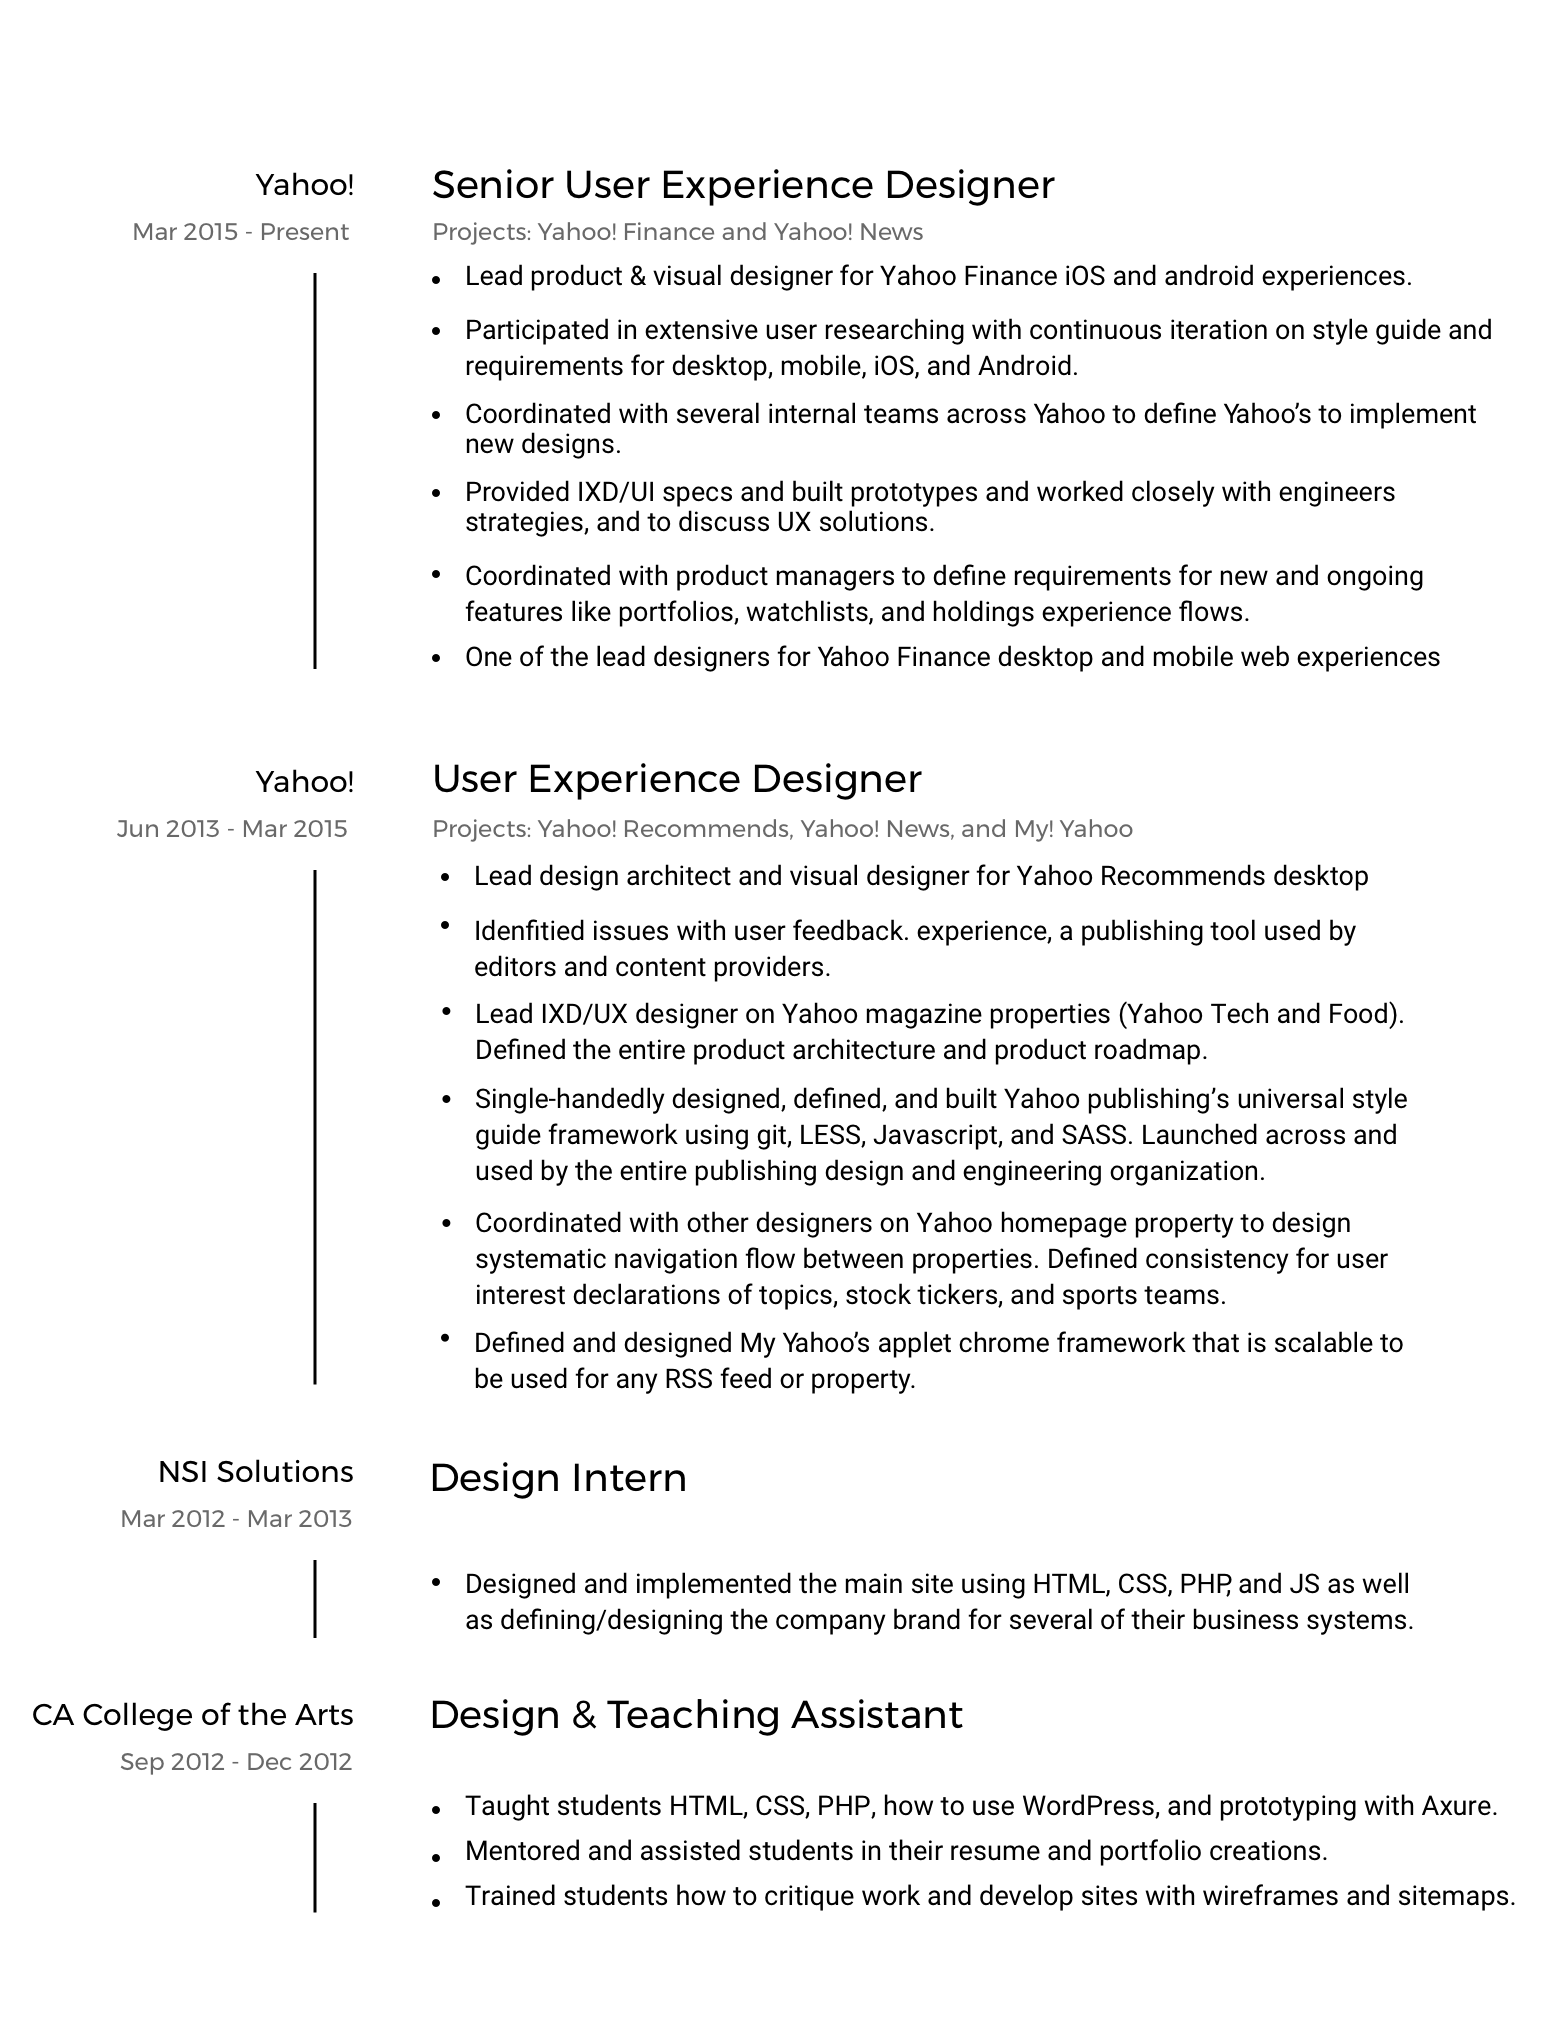 Yahoo!
Mar 2015 - Present
Senior User Experience Designer
Projects: Yahoo! Finance and Yahoo! News
• Lead product & visual designer for Yahoo Finance iOS and android experiences.
• Participated in extensive user researching with continuous iteration on style guide and
requirements for desktop, mobile, iOS, and Android.
• Coordinated with several internal teams across Yahoo to define Yahoo’s to implement
new designs.
• Provided IXD/UI specs and built prototypes and worked closely with engineers
strategies, and to discuss UX solutions.
• Coordinated with product managers to define requirements for new and ongoing
features like portfolios, watchlists, and holdings experience flows.
• One of the lead designers for Yahoo Finance desktop and mobile web experiences
Yahoo!
Jun 2013 - Mar 2015
User Experience Designer
Projects: Yahoo! Recommends, Yahoo! News, and My! Yahoo
• Lead design architect and visual designer for Yahoo Recommends desktop
• Idenfitied issues with user feedback. experience, a publishing tool used by
editors and content providers.
• Lead IXD/UX designer on Yahoo magazine properties (Yahoo Tech and Food).
Defined the entire product architecture and product roadmap.
• Single-handedly designed, defined, and built Yahoo publishing’s universal style
guide framework using git, LESS, Javascript, and SASS. Launched across and
used by the entire publishing design and engineering organization.
• Coordinated with other designers on Yahoo homepage property to design
systematic navigation flow between properties. Defined consistency for user
interest declarations of topics, stock tickers, and sports teams.
• Defined and designed My Yahoo’s applet chrome framework that is scalable to
be used for any RSS feed or property.
NSI Solutions
Mar 2012 - Mar 2013
Design Intern
• Designed and implemented the main site using HTML, CSS, PHP, and JS as well
as defining/designing the company brand for several of their business systems.
CA College of the Arts
Sep 2012 - Dec 2012
Design & Teaching Assistant
• Taught students HTML, CSS, PHP, how to use WordPress, and prototyping with Axure.
• Mentored and assisted students in their resume and portfolio creations.
• Trained students how to critique work and develop sites with wireframes and sitemaps.